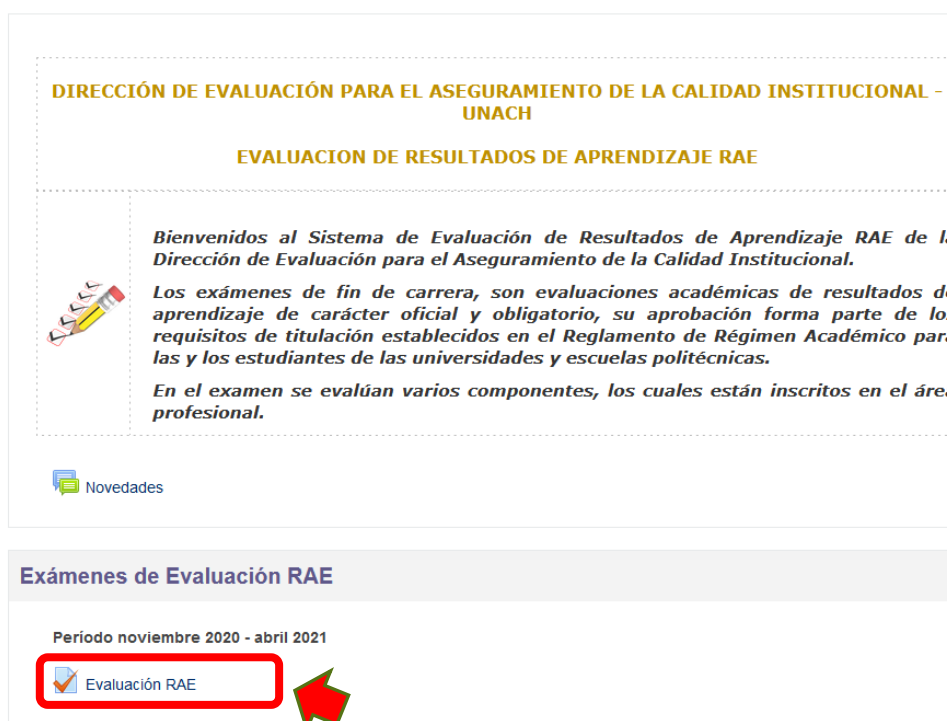 DIRECCIÓN DE EVALUACIÓN PARA EL ASEGURAMIENTO DE LA CALIDAD INSTITUCIONAL -
UNACH
EVALUACION DE RESULTADOS DE APRENDIZAJE RAE
Bienvenidos al Sistema de Evaluación de Resultados de Aprendizaje RAE de
Dirección de Evaluación para el Aseguramiento de la Calidad Institucional.
Los exámenes de fin de carrera, son evaluaciones académicas de resultados
aprendizaje de carácter oficial y obligatorio, su aprobación forma parte de
requisitos de titulación establecidos en el Reglamento de Régimen Académico
las y los estudiantes de las universidades y escuelas politécnicas.
En el examen se evalúan varios componentes, los cuales están inscritos en el
profesional.
Novedades
Exámenes de Evaluación RAE
Período noviembre 2020 - abril 2021
Evaluación RAE